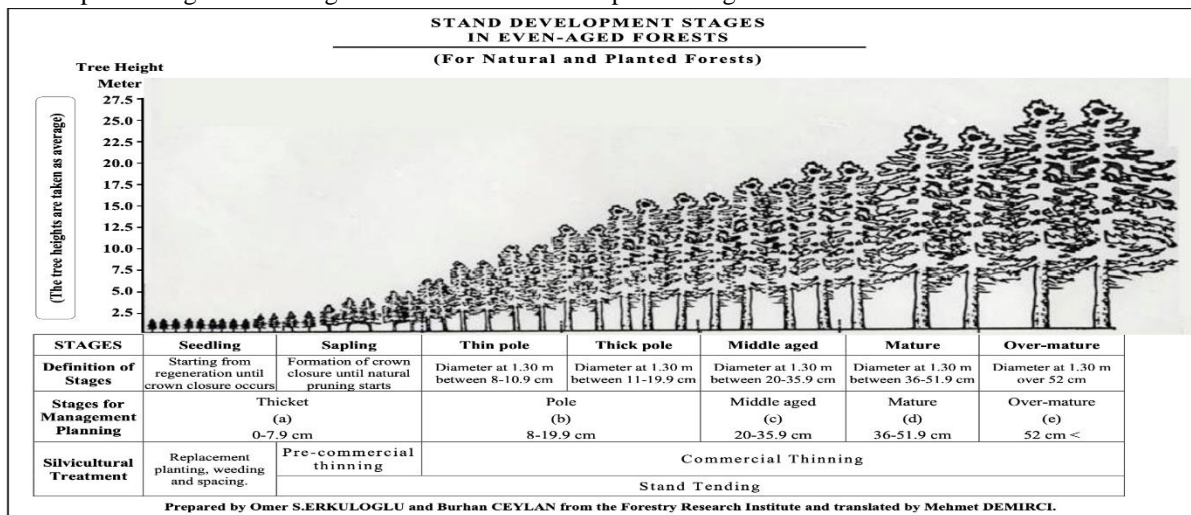 STAND DEVELOPMENT STAGES
IN EVEN-AGED FORESTS
(For Natural and Planted Forests)
Tree Height
Meter
(The tree heights are taken as average)
27.5
25.0
22.5
20.0
17.5
15.0
12.5
10.0
7.5
5.0
2.5
STAGES Seedling Sapling Thin pole Thick pole Middle aged Mature Over-mature
Definition of Stages
Starting from regeneration until crown closure occurs
Formation of crown closure until natural pruning starts
Diameter at 1.30 m between 8-10.9 cm
Diameter at 1.30 m between 11-19.9 cm
Diameter at 1.30 m between 20-35.9 cm
Diameter at 1.30 m between 36-51.9 cm
Diameter at 1.30 m over 52 cm
Stages for Management Planning
Thicket
(a)
0-7.9 cm
Pole
(b)
8-19.9 cm
Middle aged
(c)
20-35.9 cm
Mature
(d)
36-51.9 cm
Over-mature
(e)
52 cm <
Silvicultural Treatment
Replacement planting, weeding and spacing.
Pre-commercial thinning
Commercial Thinning
Stand Tending
Prepared by Omer S.ERKULOGLU and Burhan CEYLAN from the Forestry Research Institute and translated by Mehmet DEMIRCI.